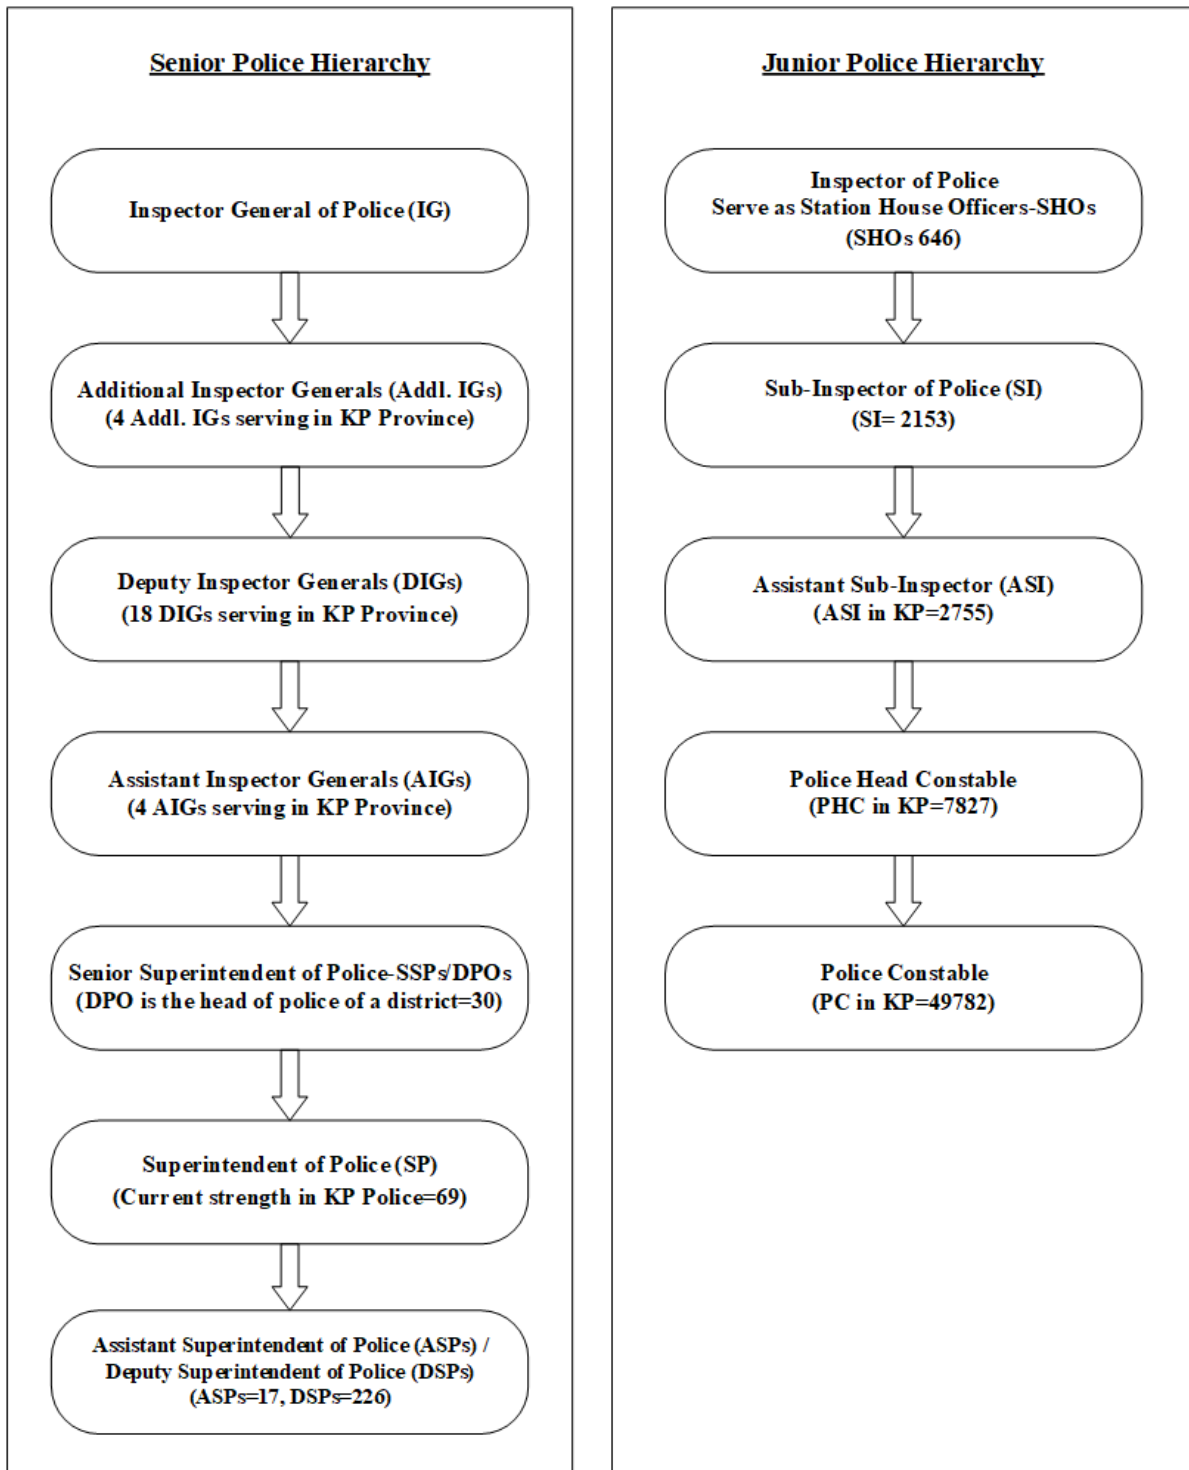 Senior Police Hierarchy
Inspector General of Police (IG)
Additional Inspector Generals (Addl. IGs)
(4 Addl. IGs serving in KP Province)
Deputy Inspector Generals (DIGs)
(18 DIGs serving in KP Province)
Assistant Inspector Generals (AIGs)
(4 AIGs serving in KP Province)
Senior Superintendent of Police-SSPs/DPOs
(DPO is the head of police of a district=30)
Superintendent of Police (SP)
(Current strength in KP Police=69)
Assistant Superintendent of Police (ASPs) /
Deputy Superintendent of Police (DSPs)
(ASPs=17, DSPs=226)
Junior Police Hierarchy
Inspector of Police
Serve as Station House Officers-SHOs
(SHOs 646)
Sub-Inspector of Police (SI)
(SI= 2153)
Assistant Sub-Inspector (ASI)
(ASI in KP=2755)
Police Head Constable
(PHC in KP=7827)
Police Constable
(PC in KP=49782)